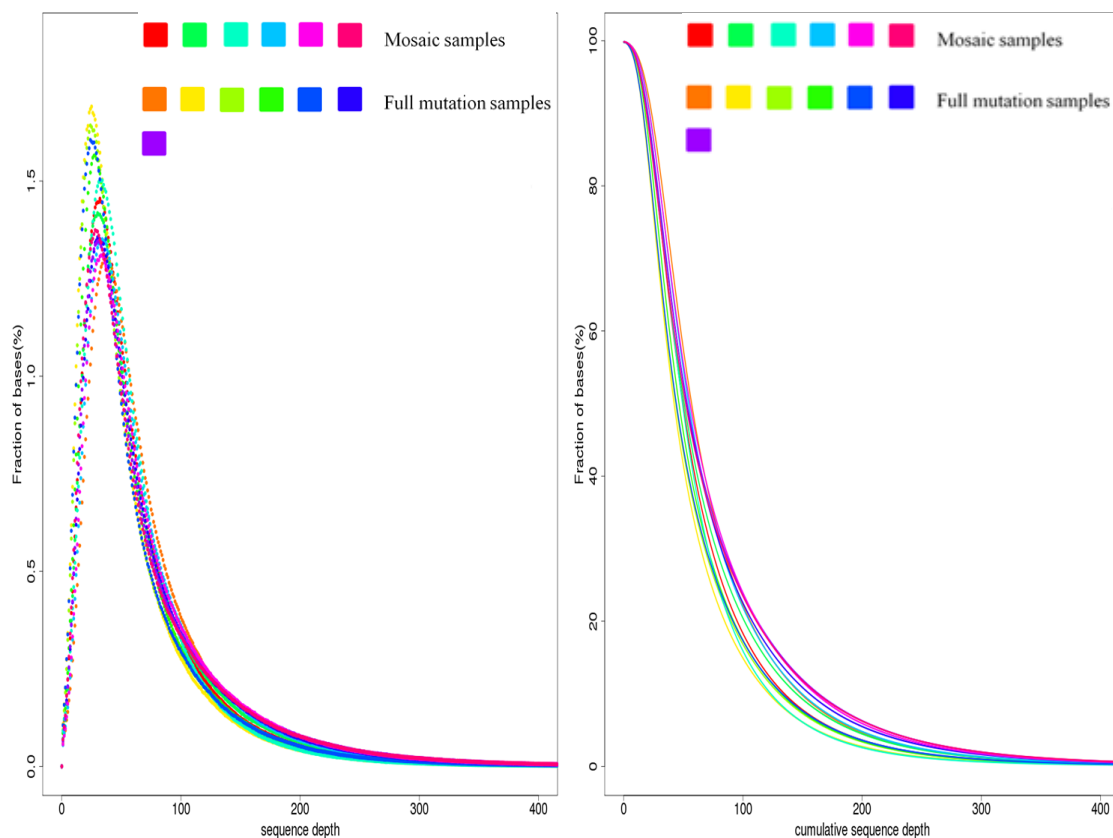 Mosaic samples
Full mutation samples
Fraction of bases(%)
1.5
1.0
0.5
0.0
0
100
200
300
400
sequence depth
Mosaic samples
Full mutation samples
Fraction of bases(%)
100
80
60
40
20
0
0
100
200
300
400
cumulative sequence depth